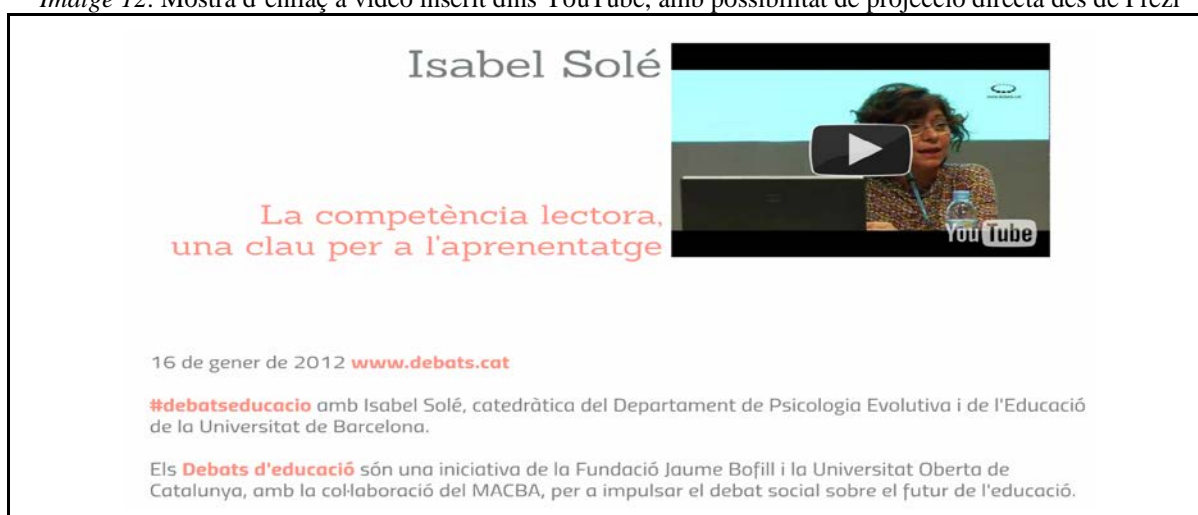 Imatge 12. Mostra d'enllaç a vídeo inscrit dins YouTube, amb possibilitat de projecció directa des de Prezi
Isabel Solé
La competència lectora,
una clau per a l'aprenentatge
You Tube
16 de gener de 2012 www.debats.cat
#debatseducacio amb Isabel Solé, catedràtica del Departament de Psicologia Evolutiva i de l'Educació
de la Universitat de Barcelona.
Els Debats d'educació són una iniciativa de la Fundació Jaume Bofill i la Universitat Oberta de
Catalunya, amb la col·laboració del MACBA, per a impulsar el debat social sobre el futur de l'educació.